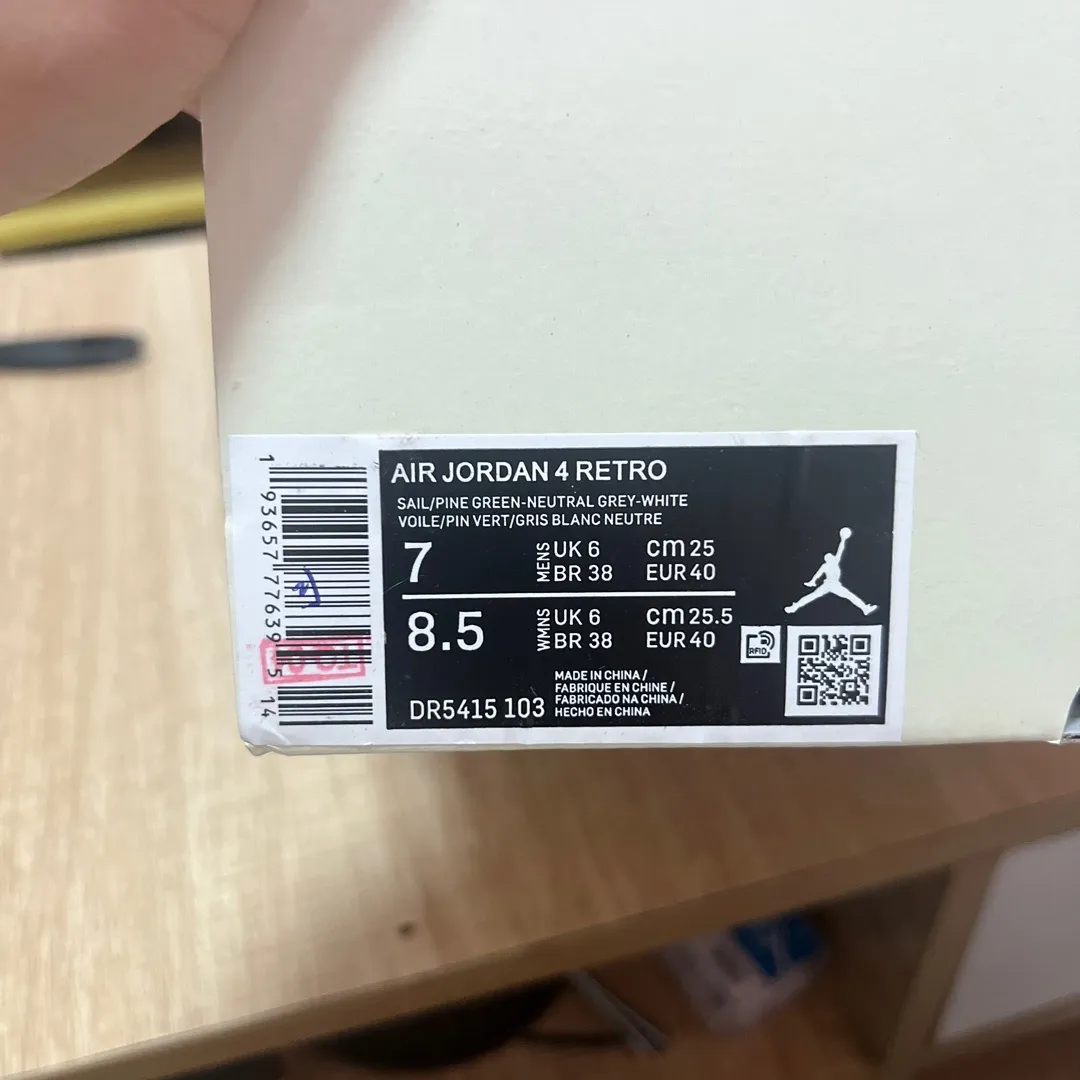 AIR JORDAN 4 RETRO
SAIL/PINE GREEN-NEUTRAL GREY-WHITE
VOILE/PIN VERT/GRIS BLANC NEUTRE
7 MENS UK 6 cm 25
BR 38 EUR 40
8.5 WMNS UK 6 cm 25.5
BR 38 EUR 40
RFID
DR5415 103
MADE IN CHINA /
FABRIQUE EN CHINE /
FABRICADO NA CHINA /
HECHO EN CHINA
1 93657 77639 5 14